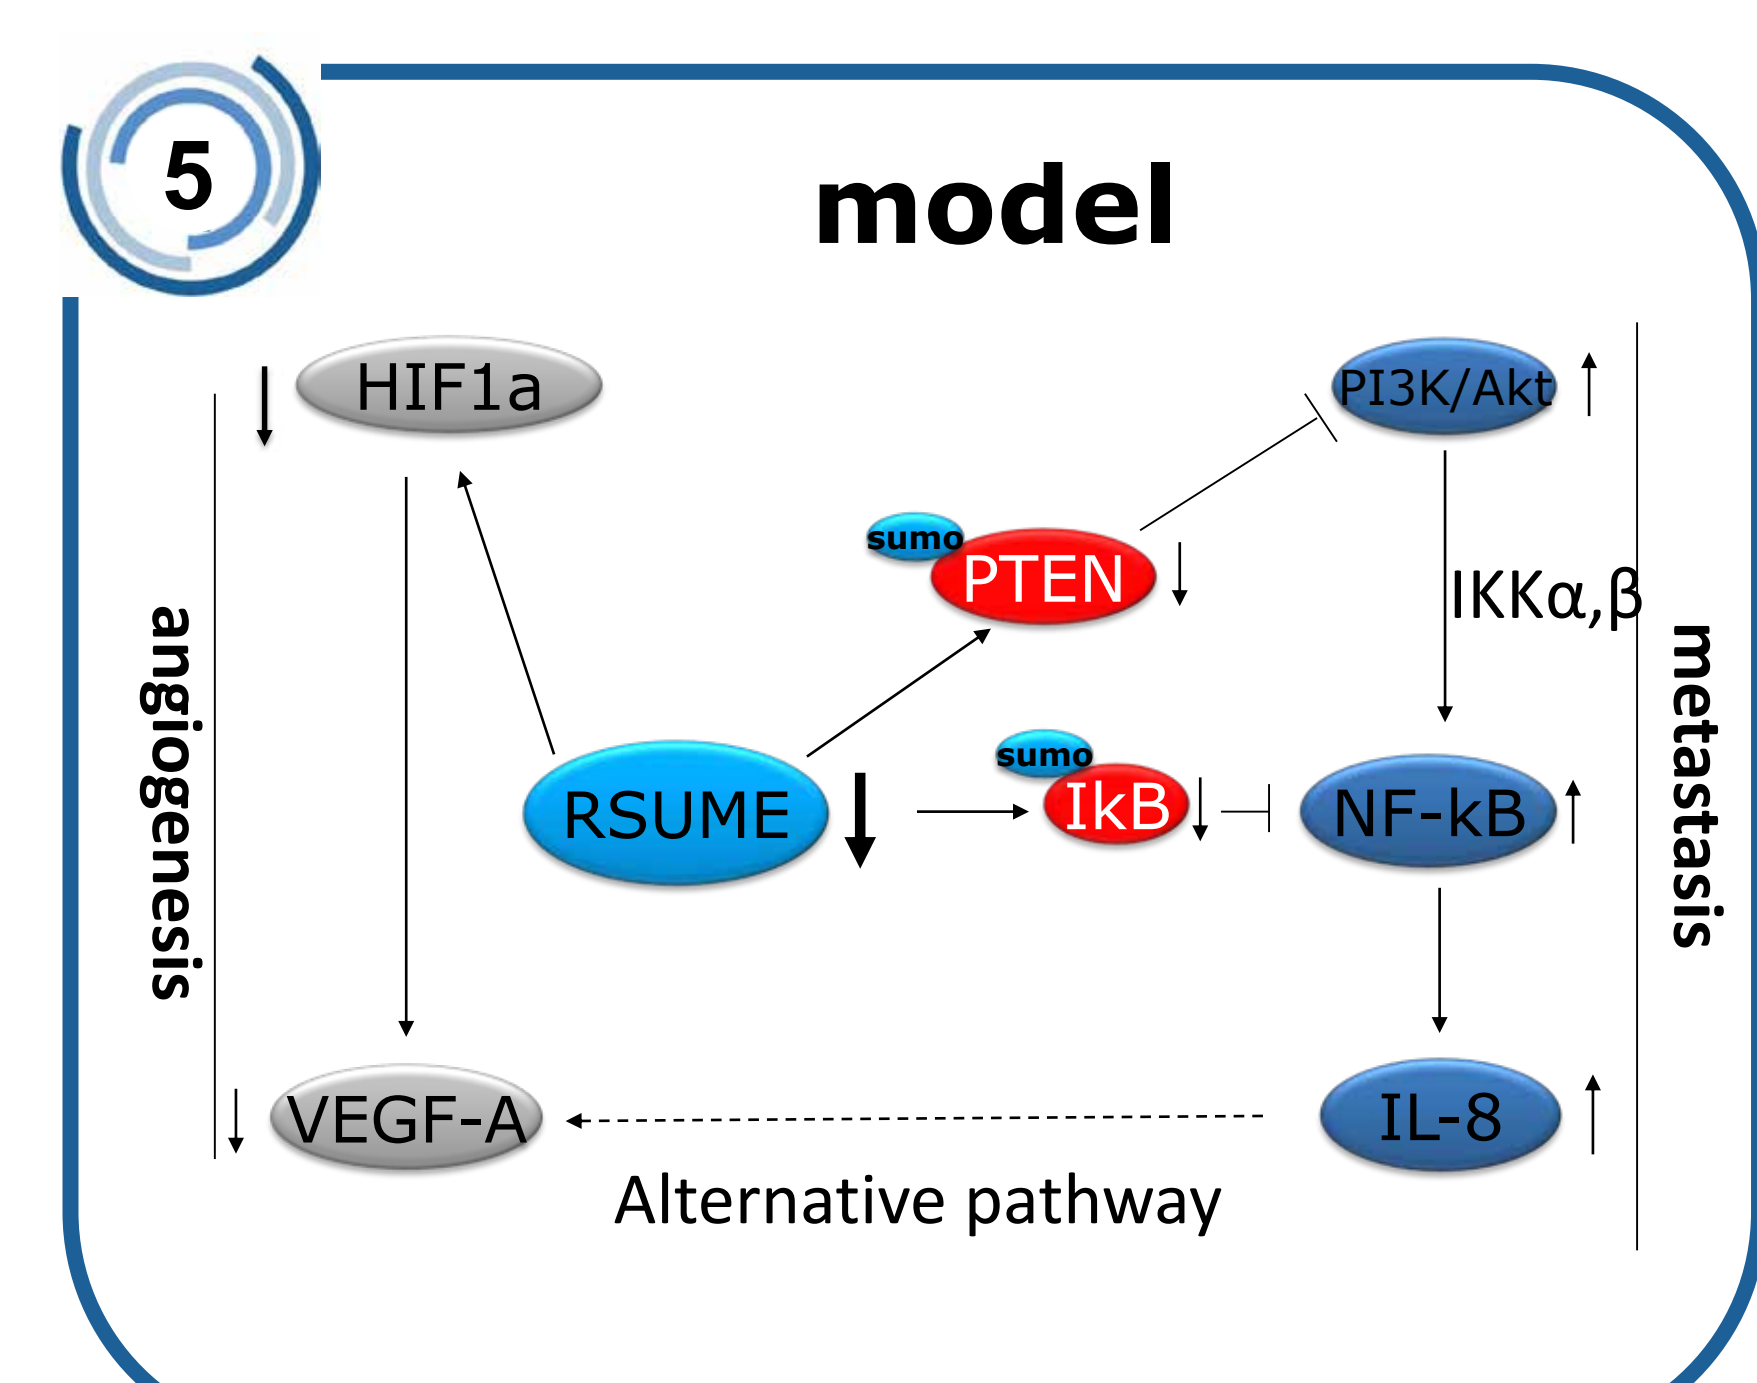 5
model
HIF1a
PI3K/Akt
sumo
PTEN
IKKα,β
angiogenesis
metastasis
sumo
RSUME
IkB
NF-kB
VEGF-A
IL-8
Alternative pathway